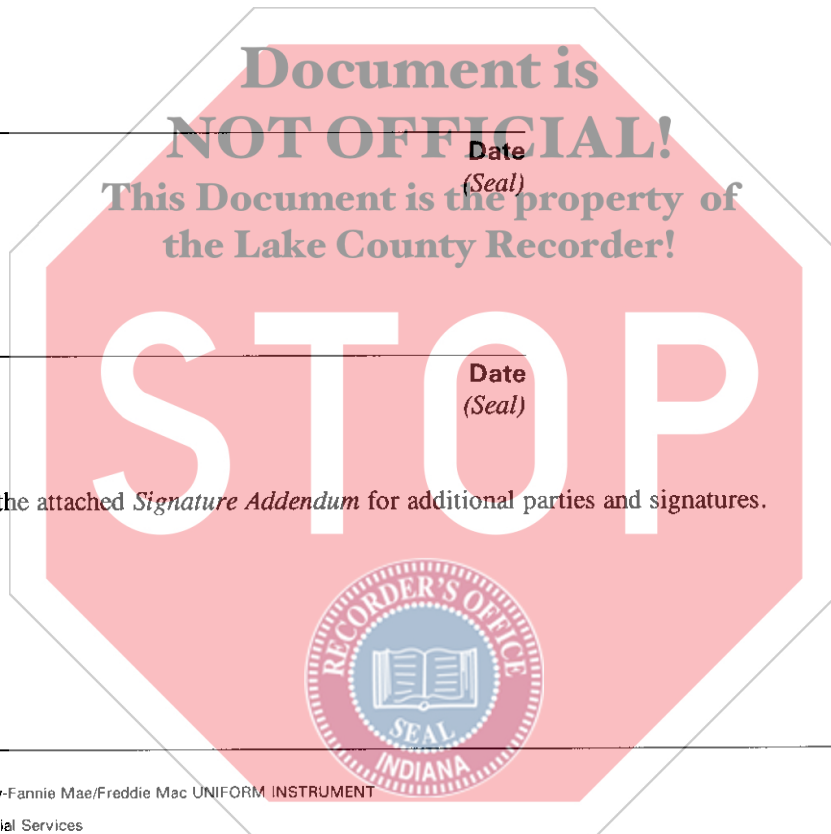 Document is
NOT OFFICIAL!
Date
(Seal)
This Document is the property of
the Lake County Recorder!
STOP
Date
(Seal)
the attached Signature Addendum for additional parties and signatures.
RECORDER'S OFFICE
SEAL
INDIANA
-Fannie Mae/Freddie Mac UNIFORM INSTRUMENT
ial Services